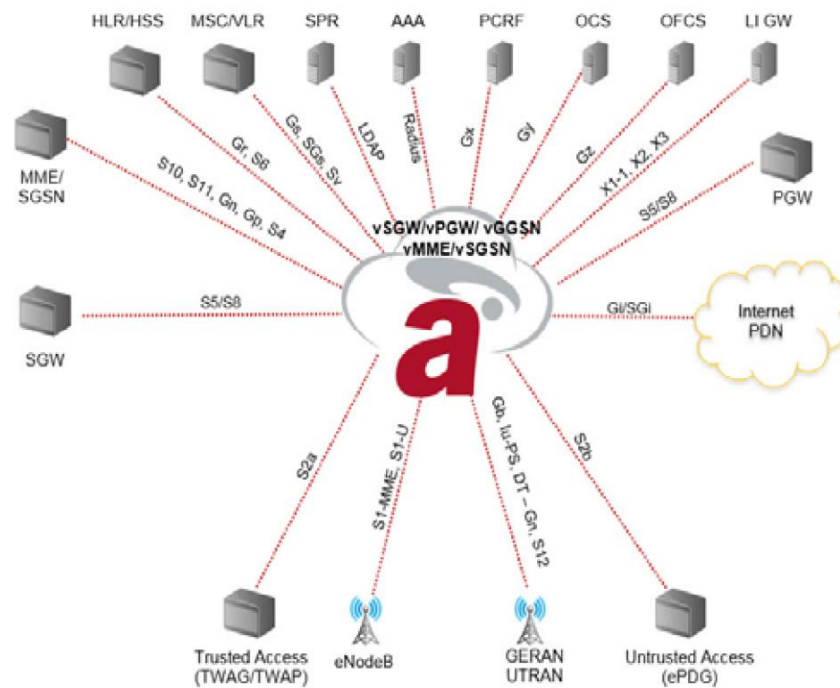 HLR/HSS
MSC/VLR
SPR
AAA
PCRF
OCS
OFCS
LI GW
MME/
SGSN
PGW
SGW
Internet
PDN
Gr, S6
Gs, SGs, Sv
LDAP
Radius
Gx
Gy
Gz
X1-1, X2, X3
S10, S11, Gn, Gp, S4
S5/S8
S5/S8
Gi/SGi
vSGW/vPGW/ vGGSN
vMME/vSGSN
a
S2a
S1-MME, S1-U
Gb, Iu-PS, DT – Gn, S12
S2b
Trusted Access
(TWAG/TWAP)
eNodeB
GERAN
UTRAN
Untrusted Access
(ePDG)